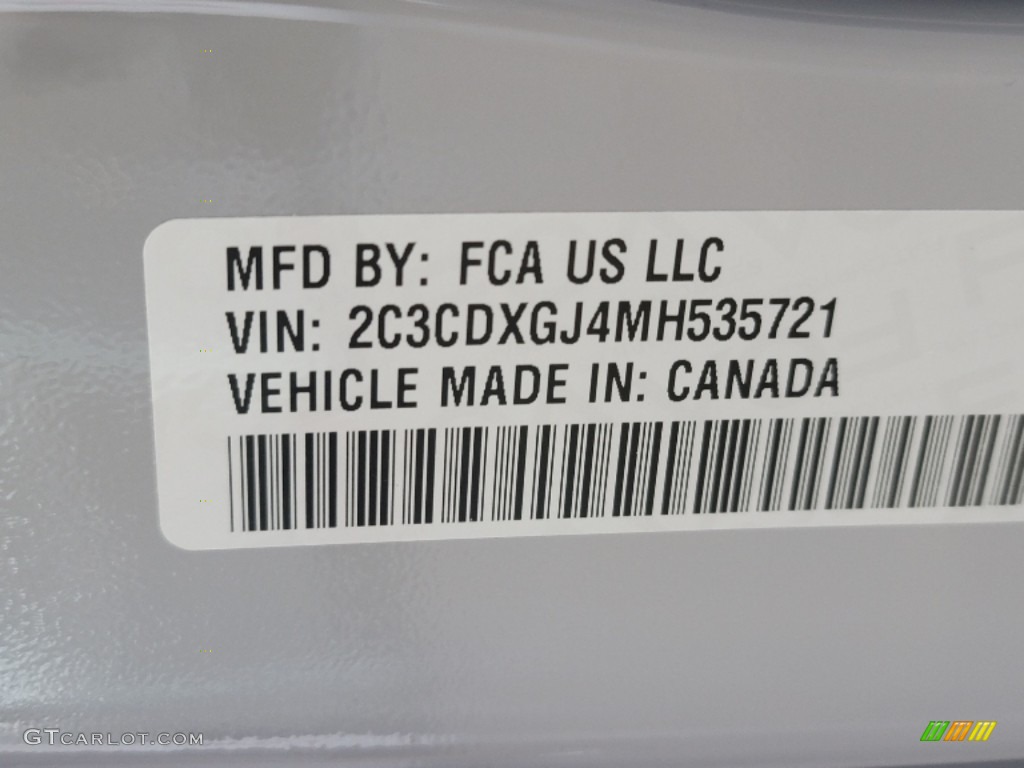 MFD BY: FCA US LLC
VIN: 2C3CDXGJ4MH535721
VEHICLE MADE IN: CANADA
GTCARLOT.COM